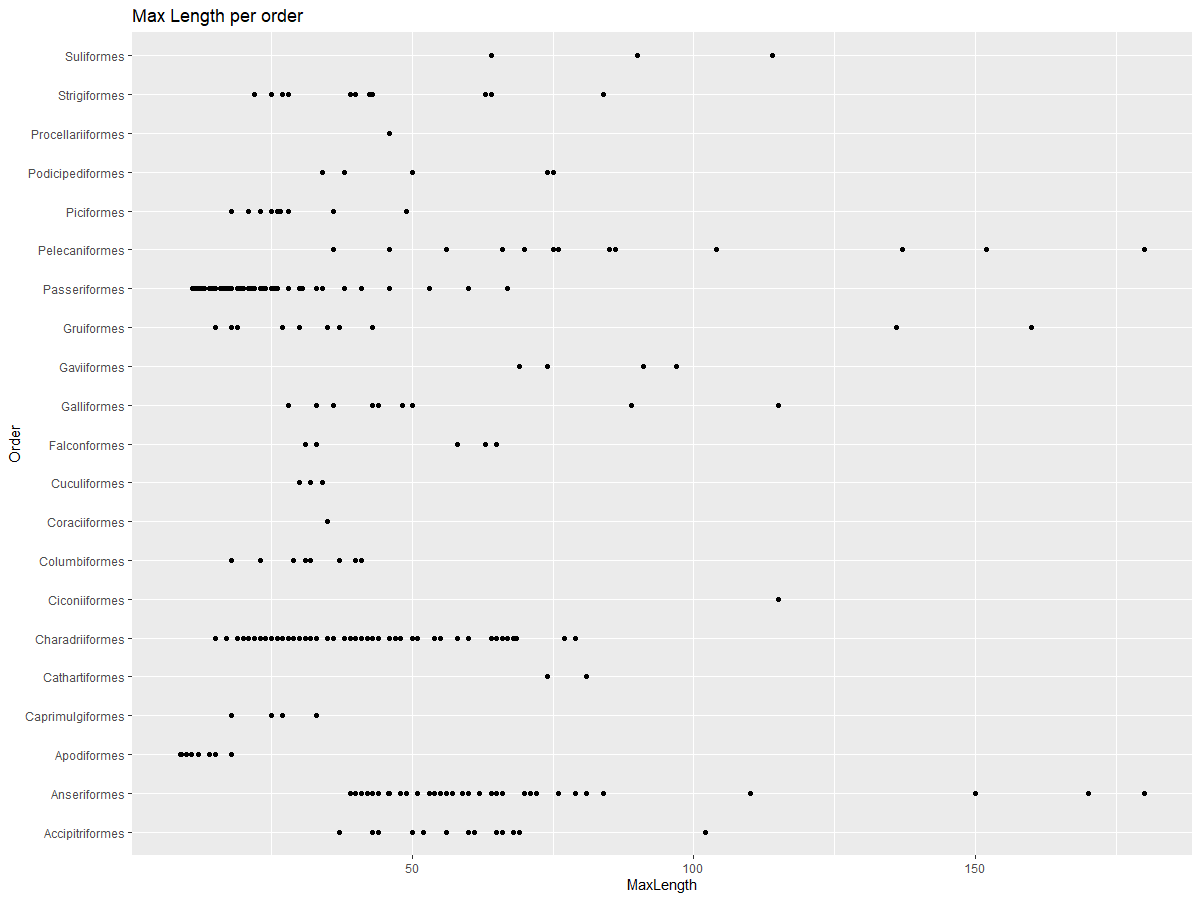 Max Length per order
Suliformes
Strigiformes
Procellariiformes
Podicipediformes
Piciformes
Pelecaniformes
Passeriformes
Gruiformes
Gaviiformes
Galliformes
Falconformes
Cuculiformes
Coraciiformes
Columbiformes
Ciconiiformes
Charadriiformes
Cathartiformes
Caprimulgiformes
Apodiformes
Anseriformes
Accipitriformes
Order
50 100 150
MaxLength